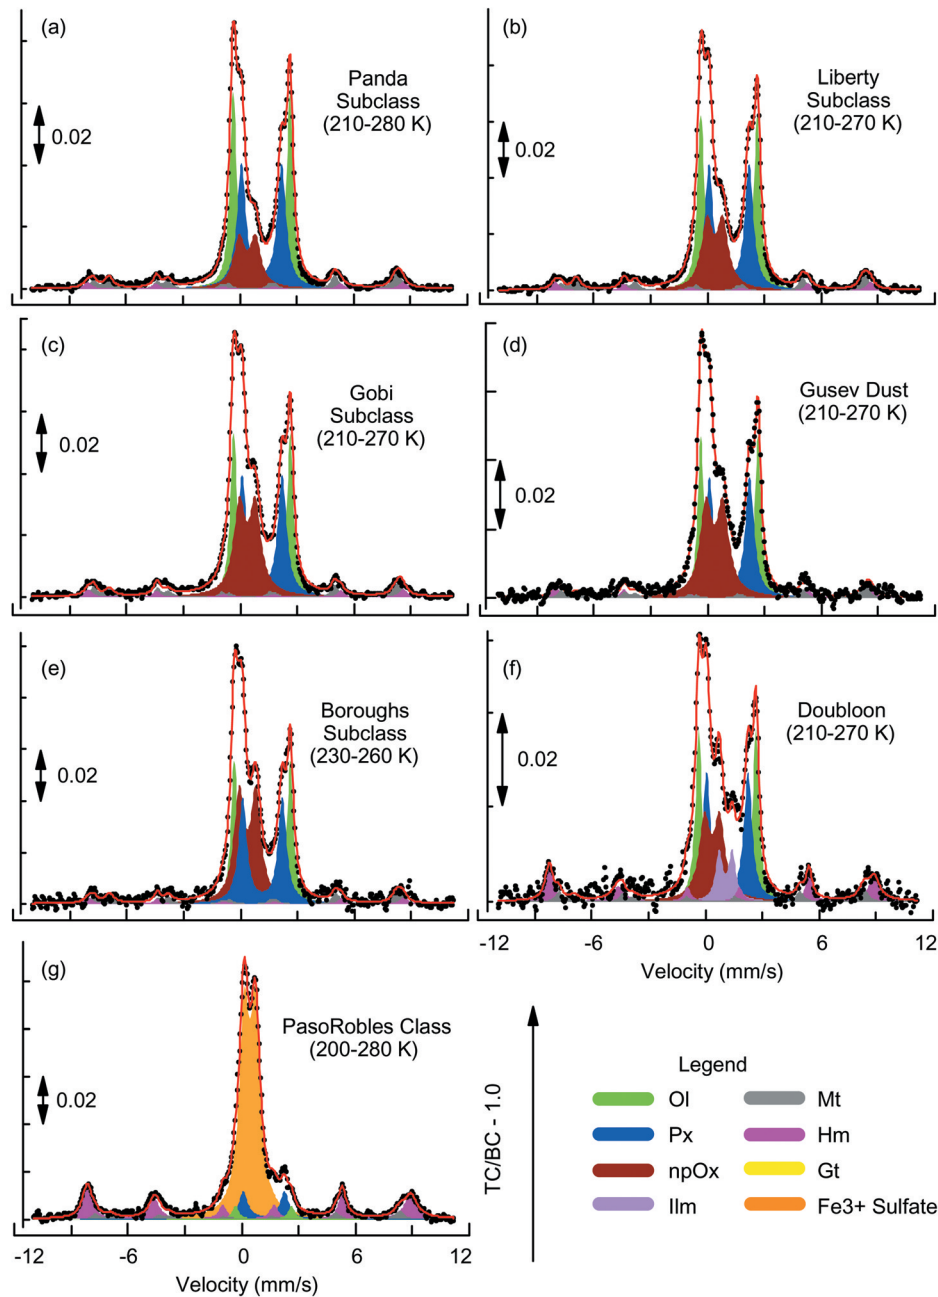 (a)
Panda
Subclass
(210-280 K)
0.02
(b)
Liberty
Subclass
(210-270 K)
0.02
(c)
Gobi
Subclass
(210-270 K)
0.02
(d)
Gusev Dust
(210-270 K)
0.02
(e)
Boroughs
Subclass
(230-260 K)
0.02
(f)
Doubloon
(210-270 K)
0.02
-12 -6 0 6 12
Velocity (mm/s)
(g)
PasoRobles Class
(200-280 K)
0.02
-12 -6 0 6 12
Velocity (mm/s)
TC/BC - 1.0
Legend
Ol
Px
npOx
Ilm
Mt
Hm
Gt
Fe3+ Sulfate